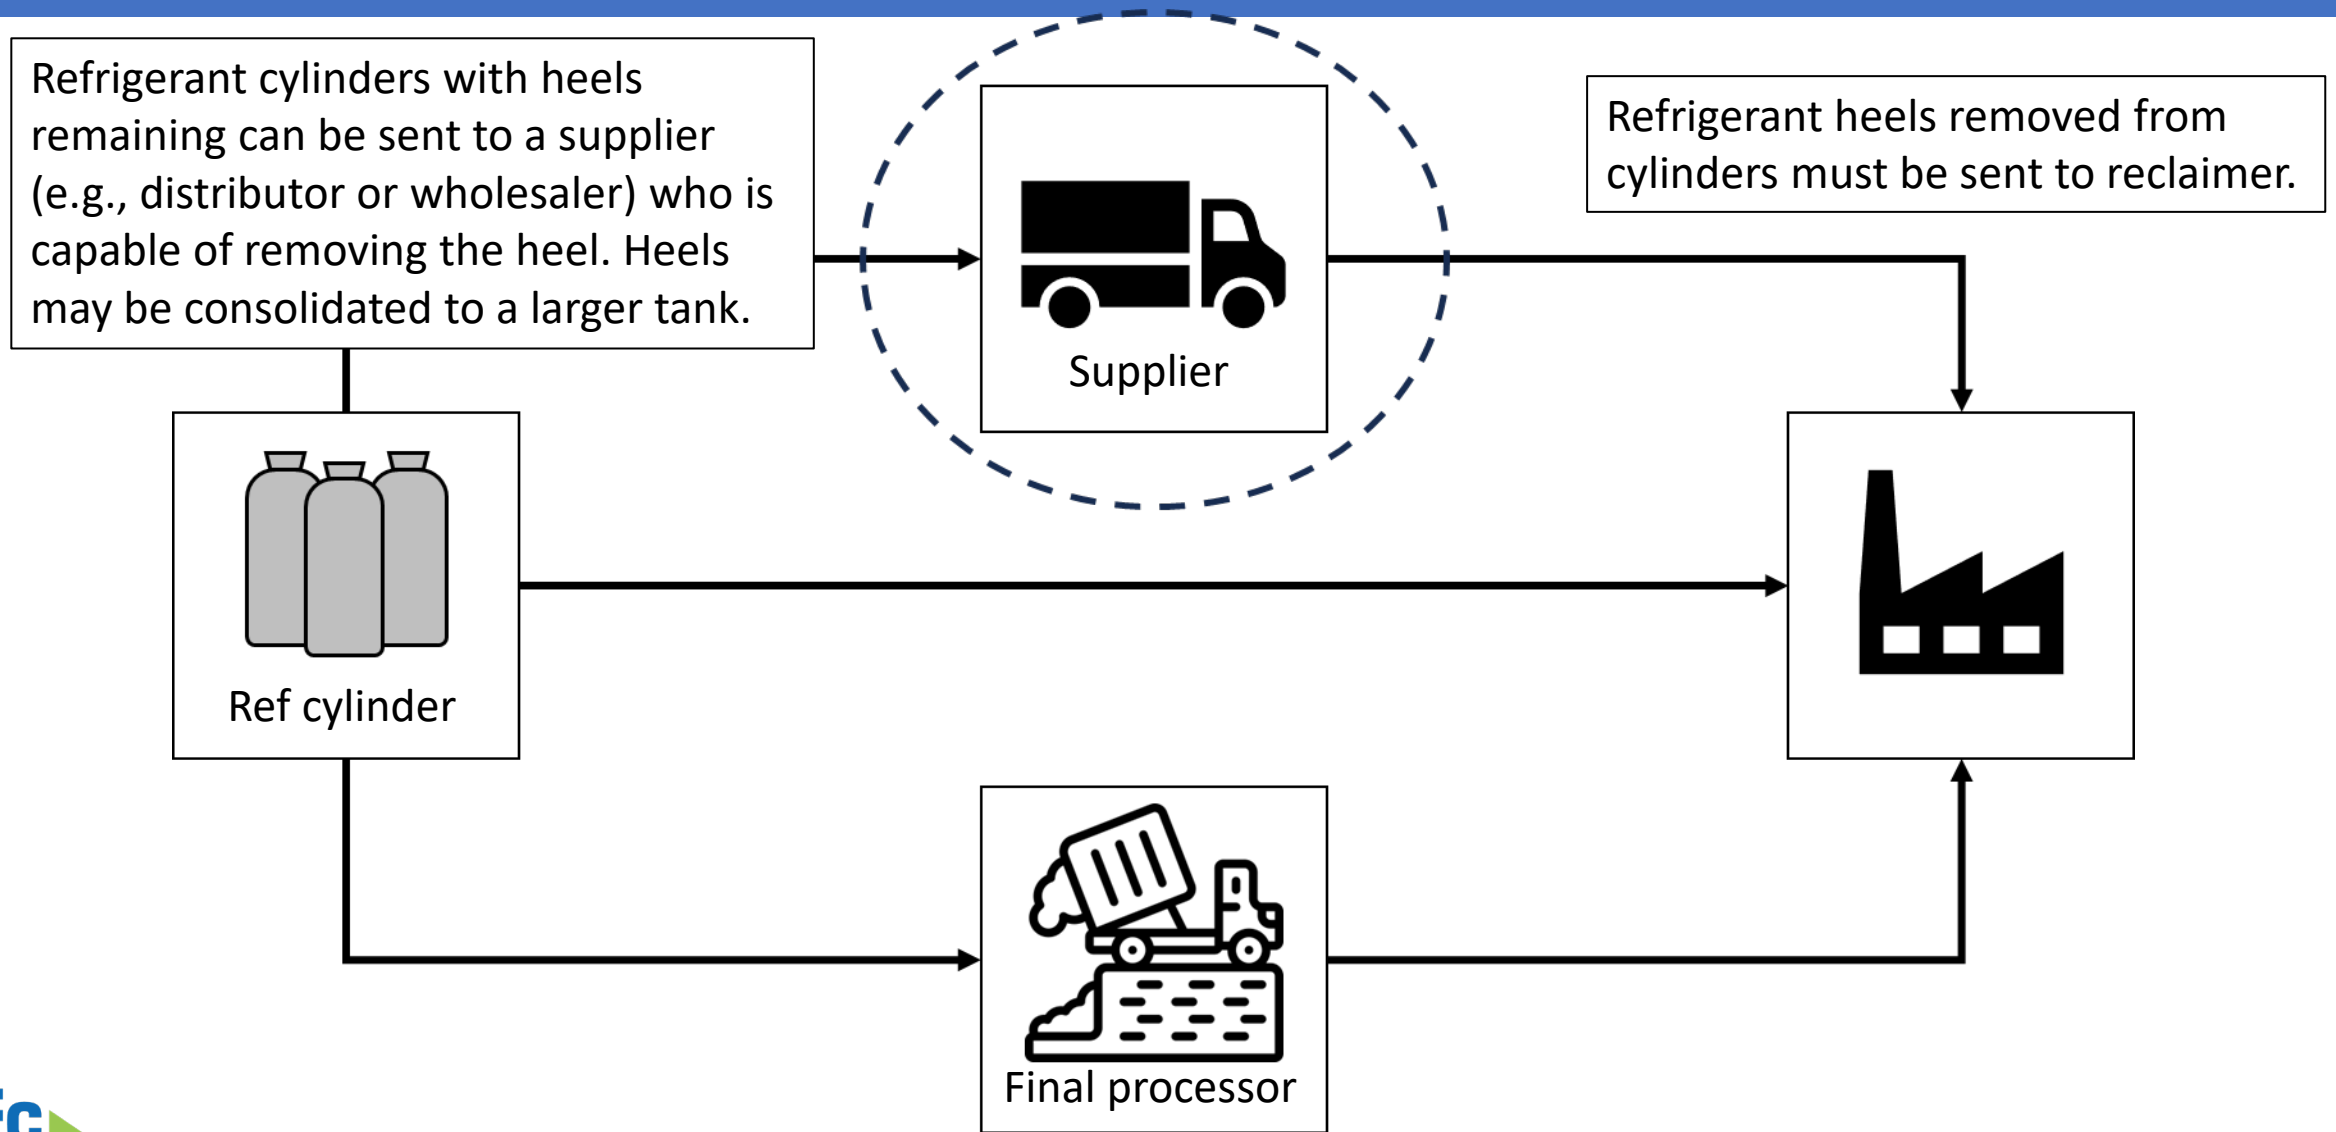 Refrigerant cylinders with heels
remaining can be sent to a supplier
(e.g., distributor or wholesaler) who is
capable of removing the heel. Heels
may be consolidated to a larger tank.
Refrigerant heels removed from
cylinders must be sent to reclaimer.
Supplier
Ref cylinder
Final processor